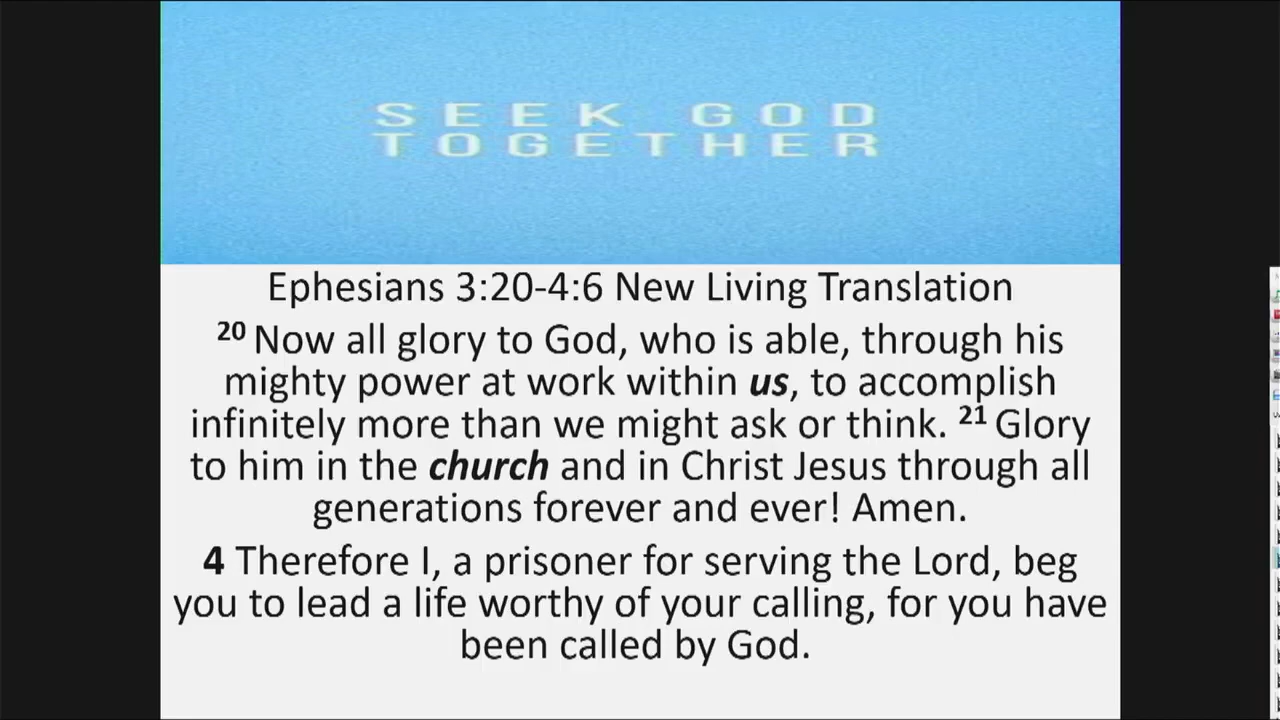 SEEK GOD
TOGETHER
Ephesians 3:20-4:6 New Living Translation
20 Now all glory to God, who is able, through his
mighty power at work within us, to accomplish
infinitely more than we might ask or think. 21 Glory
to him in the church and in Christ Jesus through all
generations forever and ever! Amen.
4 Therefore I, a prisoner for serving the Lord, beg
you to lead a life worthy of your calling, for you have
been called by God.